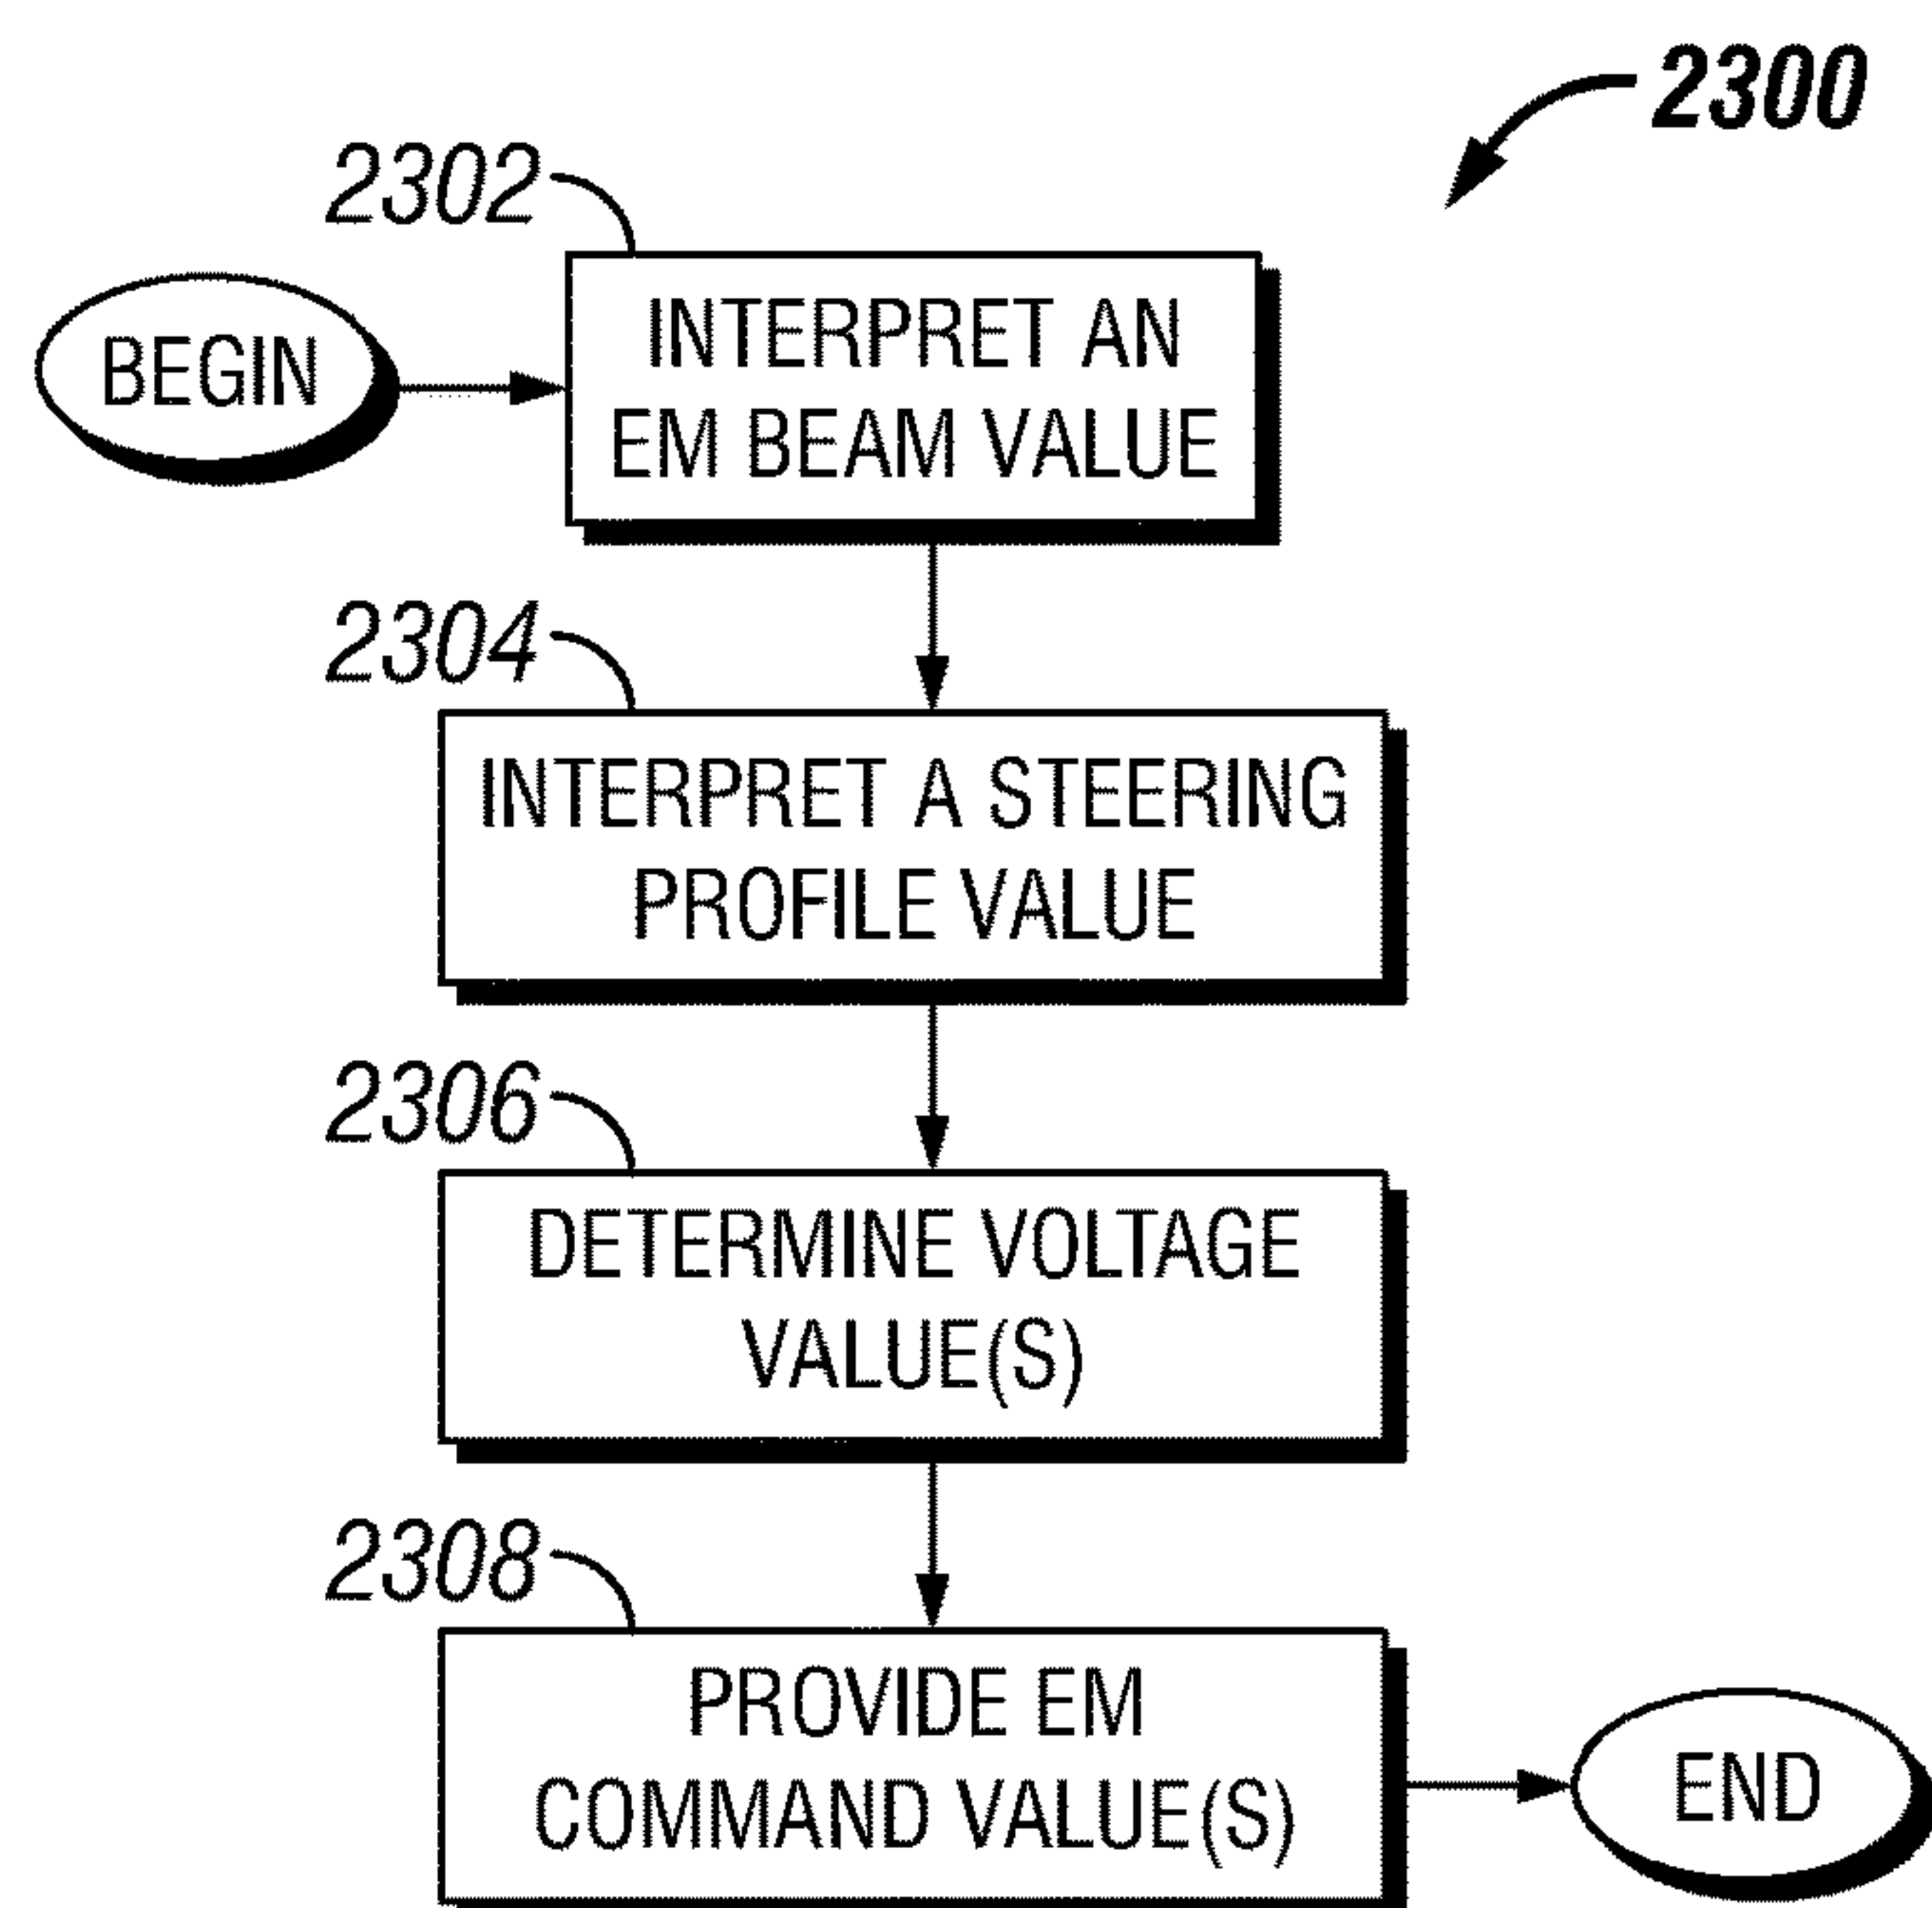 2300
2302
BEGIN
INTERPRET AN
EM BEAM VALUE
2304
INTERPRET A STEERING
PROFILE VALUE
2306
DETERMINE VOLTAGE
VALUE(S)
2308
PROVIDE EM
COMMAND VALUE(S)
END